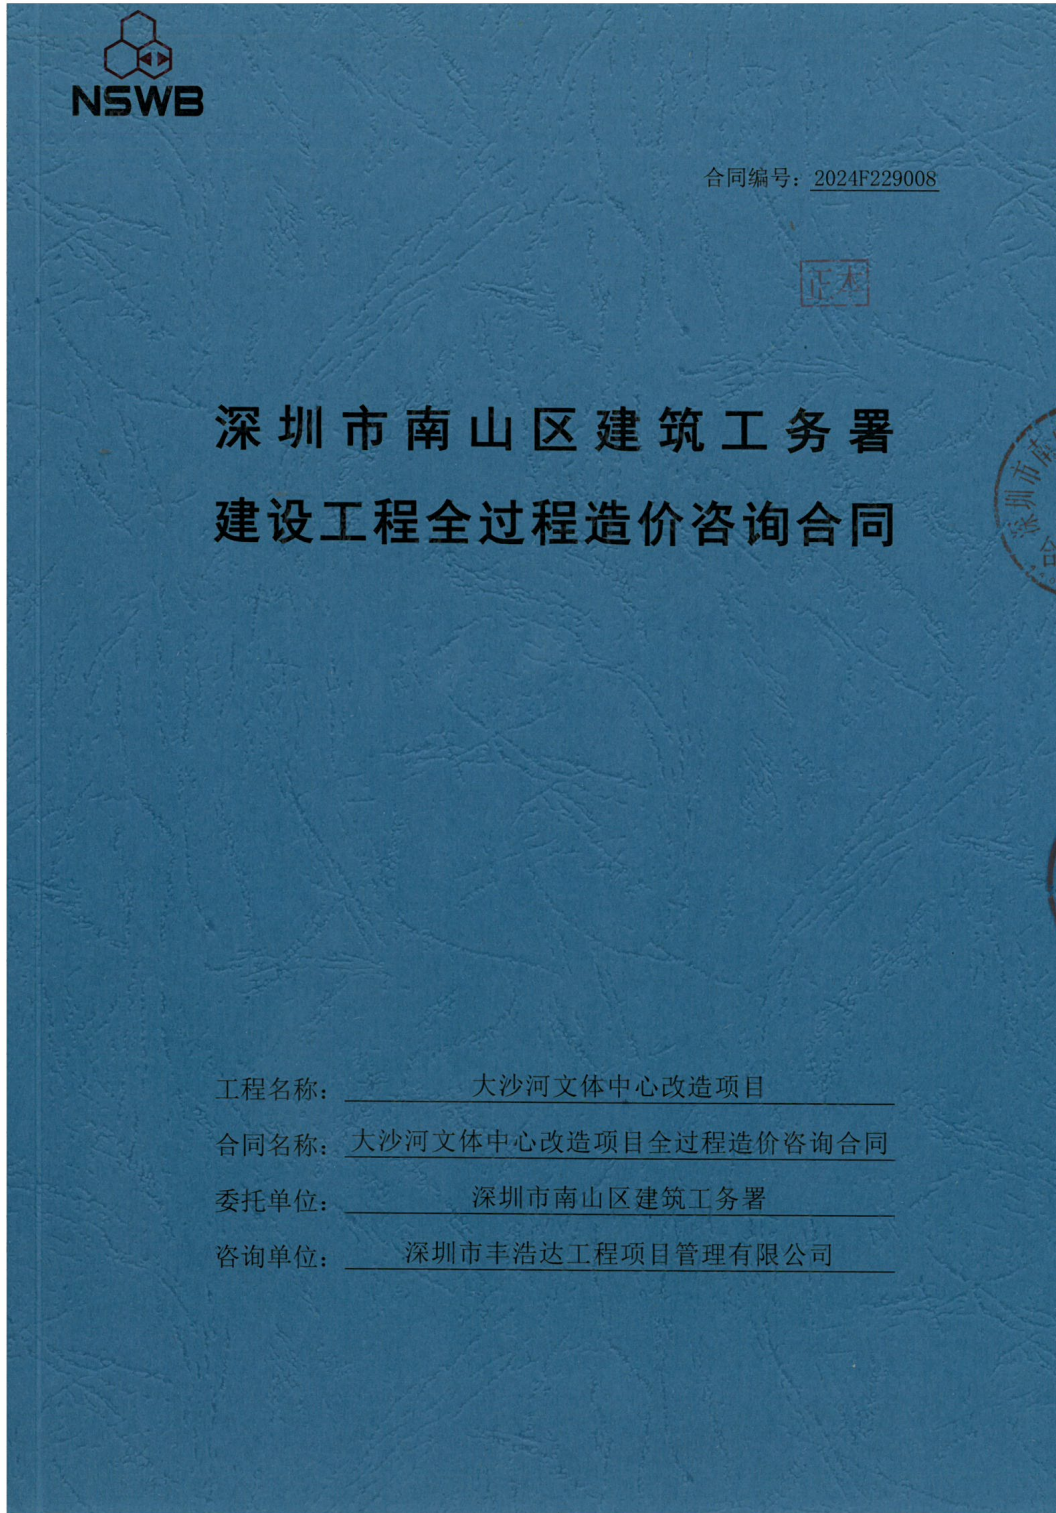 NSWB
合同编号：2024F229008
正本
深圳市南山区建筑工务署
建设工程全过程造价咨询合同
深圳市南
合
工程名称：大沙河文体中心改造项目
合同名称：大沙河文体中心改造项目全过程造价咨询合同
委托单位：深圳市南山区建筑工务署
咨询单位：深圳市丰浩达工程项目管理有限公司